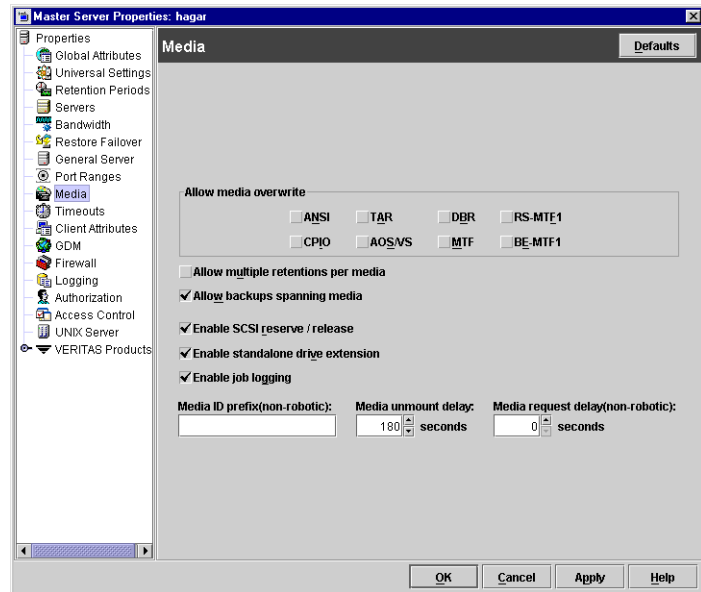 Master Server Properties: hagar
Properties
Global Attributes
Universal Settings
Retention Periods
Servers
Bandwidth
Restore Failover
General Server
Port Ranges
Media
Timeouts
Client Attributes
GDM
Firewall
Logging
Authorization
Access Control
UNIX Server
VERITAS Products
Media
Defaults
Allow media overwrite
ANSI TAR DBR RS-MTF1
CPIO AOS/VS MTF BE-MTF1
Allow multiple retentions per media
Allow backups spanning media
Enable SCSI reserve / release
Enable standalone drive extension
Enable job logging
Media ID prefix(non-robotic): Media unmount delay: Media request delay(non-robotic):
180 seconds 0 seconds
OK Cancel Apply Help